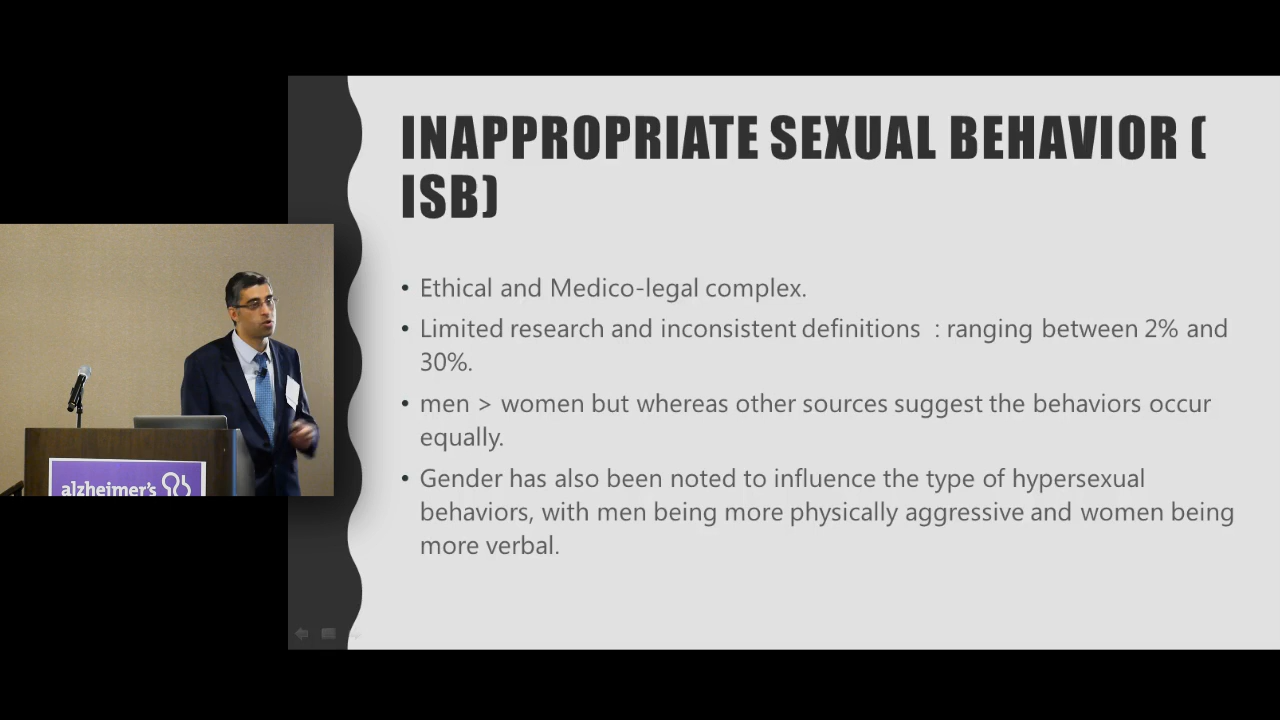 INAPPROPRIATE SEXUAL BEHAVIOR (
ISB)
• Ethical and Medico-legal complex.
• Limited research and inconsistent definitions : ranging between 2% and
30%.
• men > women but whereas other sources suggest the behaviors occur
equally.
• Gender has also been noted to influence the type of hypersexual
behaviors, with men being more physically aggressive and women being
more verbal.
alzheimer's